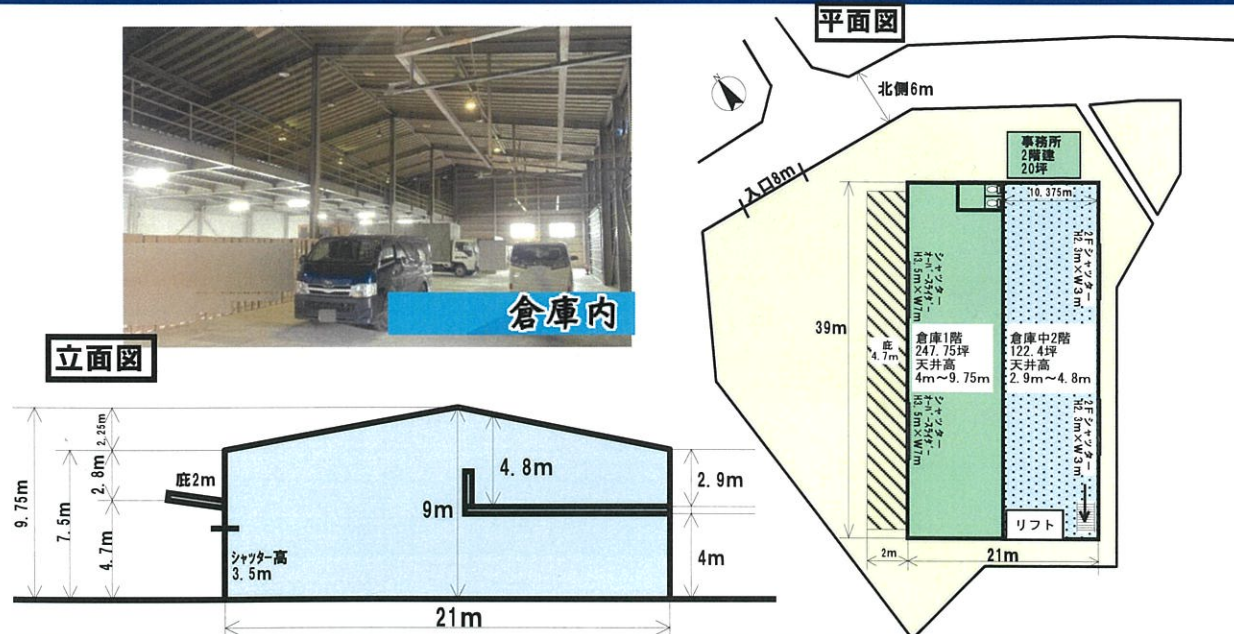 平面図
北側6m
入口8m
N
事務所
2階建
20坪
10.375m
39m
庇
4.7m
シャッター
オーバースライダー
H3.5m×W7m
倉庫1階
247.75坪
天井高
4m～9.75m
シャッター
オーバースライダー
H3.5m×W7m
倉庫中2階
122.4坪
天井高
2.9m～4.8m
2Fシャッター
H2.3m×W3m
2Fシャッター
H2.3m×W3m
リフト
2m
21m
倉庫内
立面図
9.75m
7.5m
2.25m
2.8m
4.7m
庇2m
シャッター高
3.5m
9m
4.8m
2.9m
4m
21m